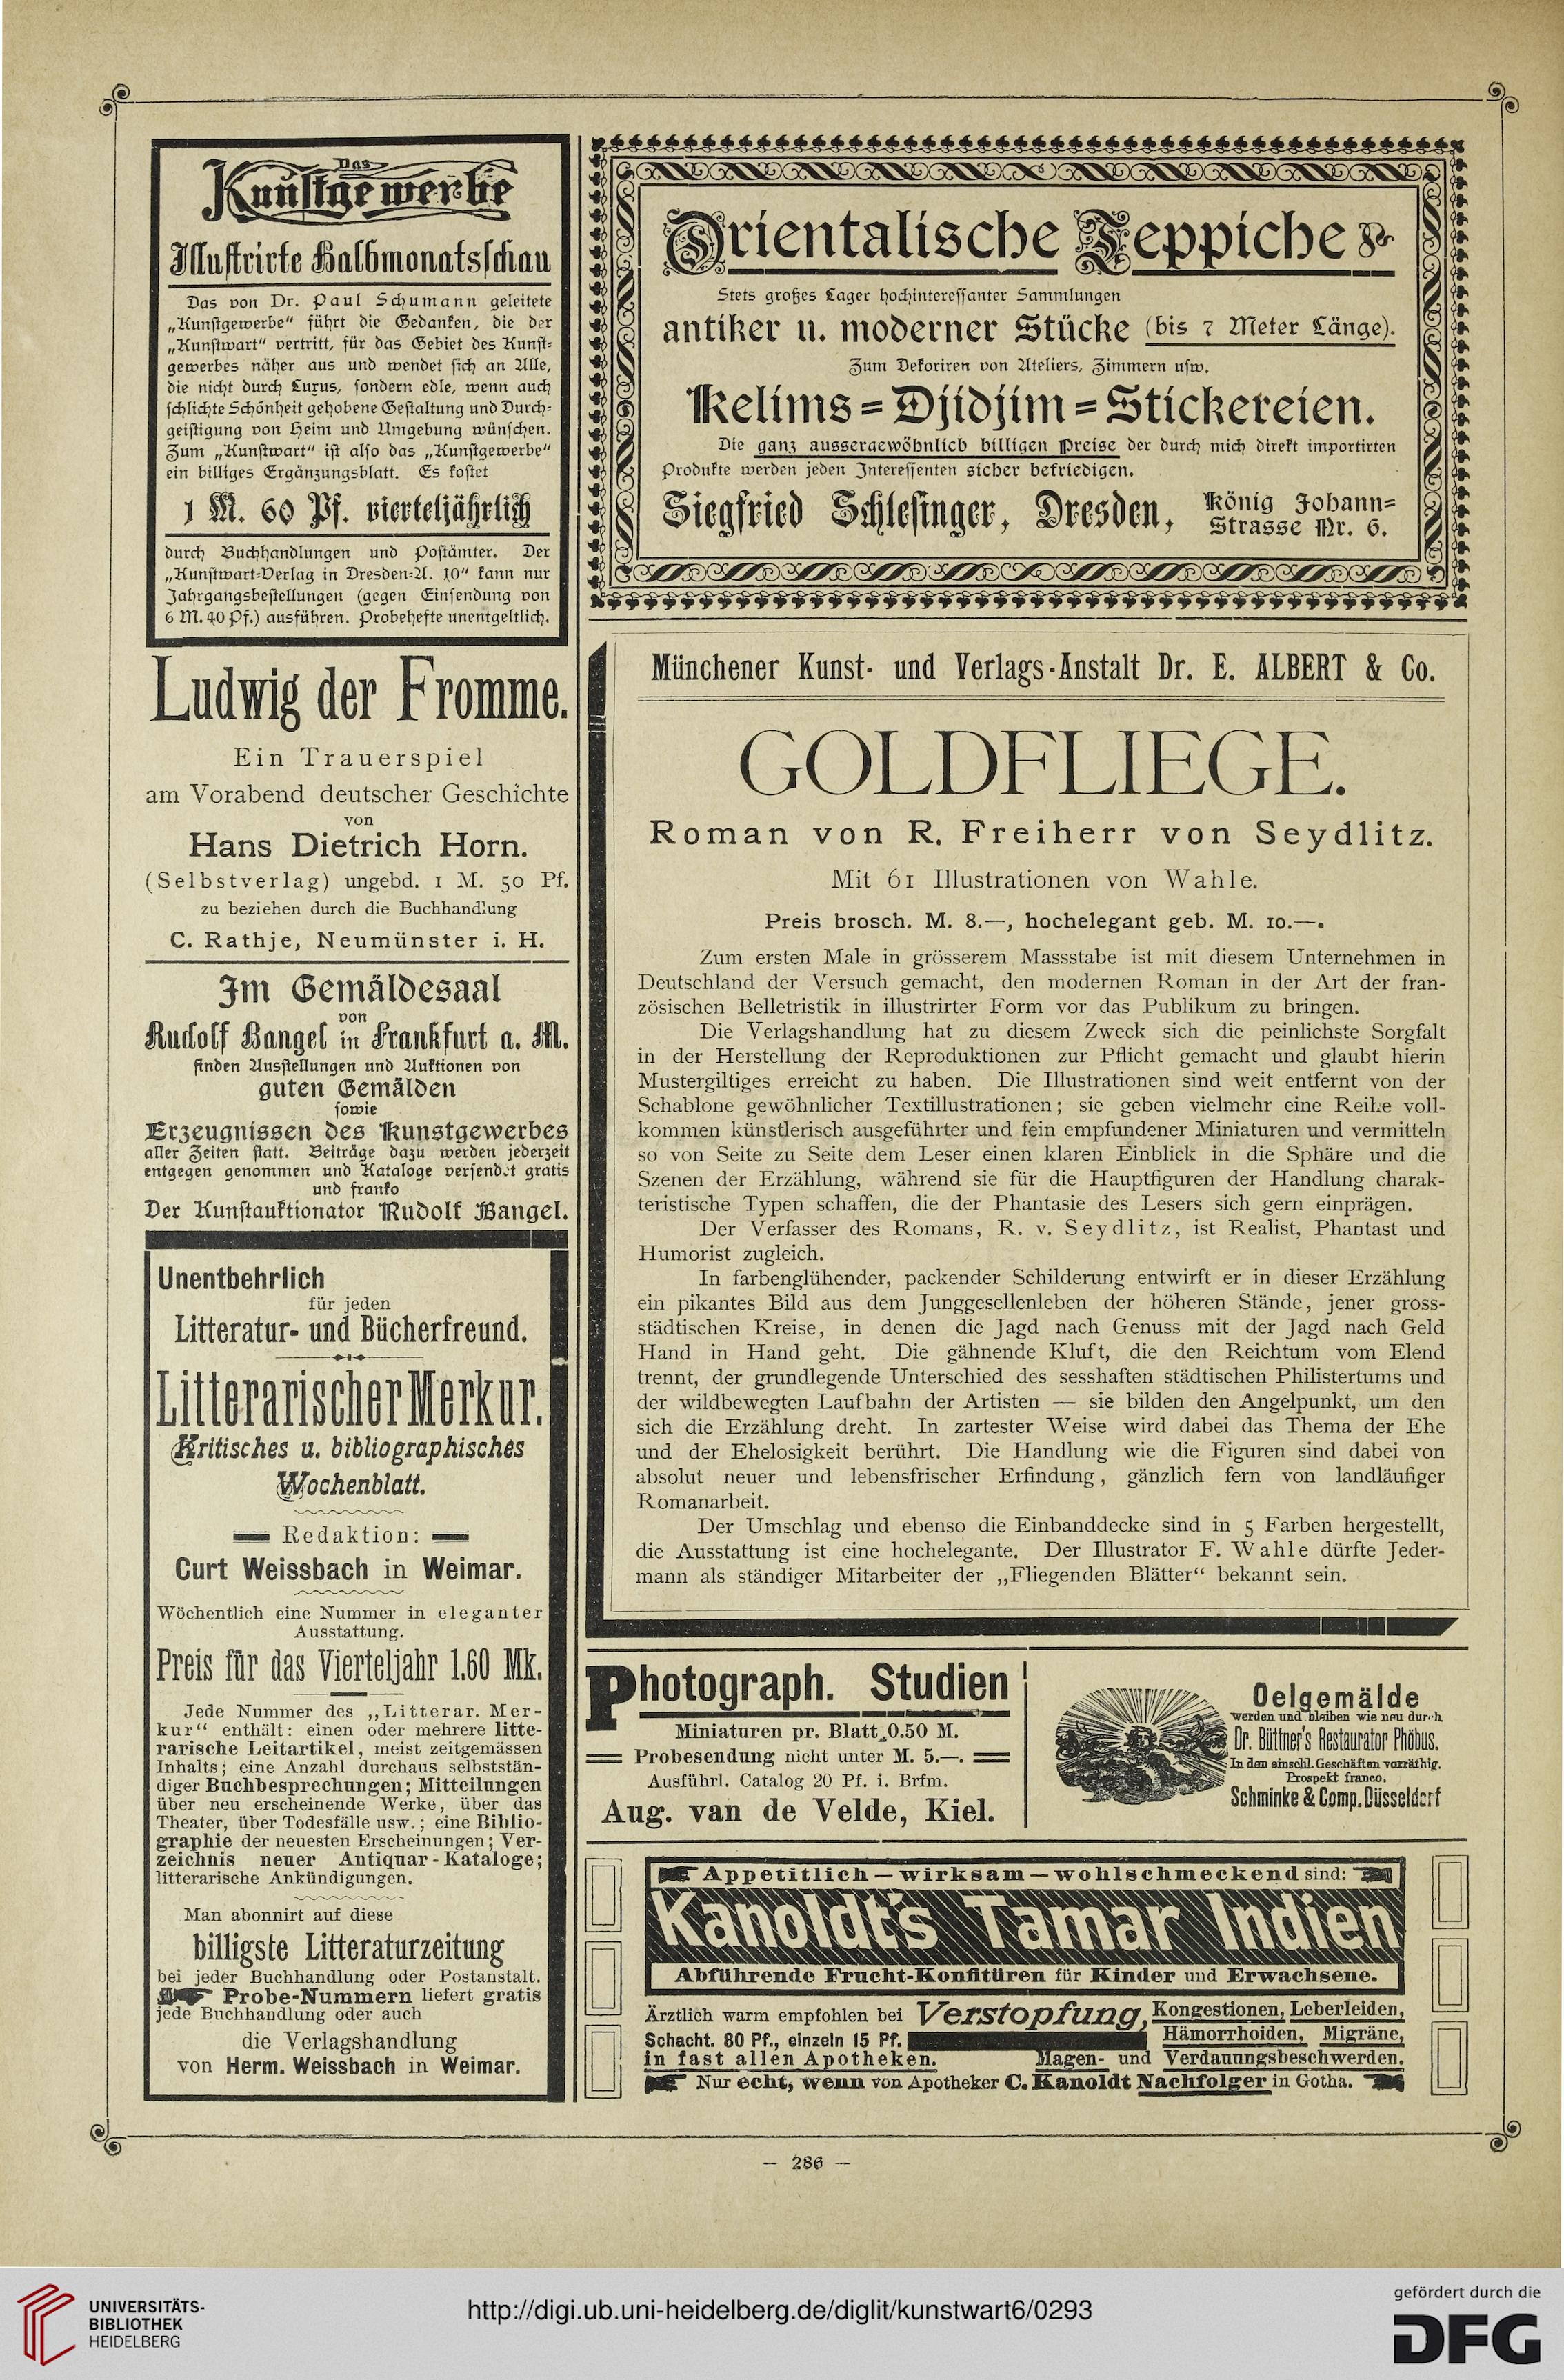 Das
Kunstgewerbe
Illustrirte Halbmonatsschau
Das von Dr. Paul Schumann geleitete
„Kunstgewerbe“ führt die Gedanken, die der
„Kunstwart“ vertritt, für das Gebiet des Kunst-
gewerbes näher aus und wendet sich an Alle,
die nicht durch Luxus, sondern edle, wenn auch
schlichte Schönheit gehobene Gestaltung und Durch-
geistigung von Heim und Umgebung wünschen.
Zum „Kunstwart“ ist also das „Kunstgewerbe“
ein billiges Ergänzungsblatt. Es kostet
1 M. 60 Pf. vierteljährlich
durch Buchhandlungen und Postämter. Der
„Kunstwart-Verlag in Dresden-A. 10“ kann nur
Jahrgangsbestellungen (gegen Einsendung von
6 M. 40 Pf.) ausführen. Probehefte unentgeltlich.
Ludwig der Fromme.
Ein Trauerspiel
am Vorabend deutscher Geschichte
von
Hans Dietrich Horn.
(Selbstverlag) ungebd. 1 M. 50 Pf.
zu beziehen durch die Buchhandlung
C. Rathje, Neumünster i. H.
Im Gemäldesaal
von
Rudolf Bangel in Frankfurt a. M.
finden Ausstellungen und Auktionen von
guten Gemälden
sowie
Erzeugnissen des Kunstgewerbes
aller Zeiten statt. Beiträge dazu werden jederzeit
entgegen genommen und Kataloge versendet gratis
und franko
Der Kunstauktionator Rudolf Bangel.
Unentbehrlich
für jeden
Litteratur- und Bücherfreund.
Litterarischer Merkur.
Kritisches u. bibliographisches
Wochenblatt.
Redaktion:
Curt Weissbach in Weimar.
Wöchentlich eine Nummer in eleganter
Ausstattung.
Preis für das Vierteljahr 1.60 Mk.
Jede Nummer des „Litterar. Mer-
kur“ enthält: einen oder mehrere litte-
rarische Leitartikel, meist zeitgemässen
Inhalts; eine Anzahl durchaus selbststän-
diger Buchbesprechungen; Mitteilungen
über neu erscheinende Werke, über das
Theater, über Todesfälle usw.; eine Biblio-
graphie der neuesten Erscheinungen; Ver-
zeichnis neuer Antiquar-Kataloge;
litterarische Ankündigungen.
Man abonnirt auf diese
billigste Litteraturzeitung
bei jeder Buchhandlung oder Postanstalt.
Probe-Nummern liefert gratis
jede Buchhandlung oder auch
die Verlagshandlung
von Herm. Weissbach in Weimar.
Orientalische Teppiche
Stets großes Lager hochinteressanter Sammlungen
antiker u. moderner Stücke (bis 7 Meter Länge).
Zum Dekoriren von Ateliers, Zimmern usw.
Kelims = Djidjim = Stickereien.
Die ganz aussergewöhnlich billigen Preise der durch mich direkt importirten
Produkte werden jeden Interessenten sicher befriedigen.
Siegfried Schlesinger, Dresden, König Johann-
Strasse Nr. 6.
Münchener Kunst- und Verlags-Anstalt Dr. E. ALBERT & Co.
GOLDFLIEGE.
Roman von R. Freiherr von Seydlitz.
Mit 61 Illustrationen von Wahle.
Preis brosch. M. 8.—, hochelegant geb. M. 10.—.
Zum ersten Male in grösserem Massstabe ist mit diesem Unternehmen in
Deutschland der Versuch gemacht, den modernen Roman in der Art der fran-
zösischen Belletristik in illustrirter Form vor das Publikum zu bringen.
Die Verlagshandlung hat zu diesem Zweck sich die peinlichste Sorgfalt
in der Herstellung der Reproduktionen zur Pflicht gemacht und glaubt hierin
Mustergiltiges erreicht zu haben. Die Illustrationen sind weit entfernt von der
Schablone gewöhnlicher Textillustrationen; sie geben vielmehr eine Reihe voll-
kommen künstlerisch ausgeführter und fein empfundener Miniaturen und vermitteln
so von Seite zu Seite dem Leser einen klaren Einblick in die Sphäre und die
Szenen der Erzählung, während sie für die Hauptfiguren der Handlung charak-
teristische Typen schaffen, die der Phantasie des Lesers sich gern einprägen.
Der Verfasser des Romans, R. v. Seydlitz, ist Realist, Phantast und
Humorist zugleich.
In farbenglühender, packender Schilderung entwirft er in dieser Erzählung
ein pikantes Bild aus dem Junggesellenleben der höheren Stände, jener gross-
städtischen Kreise, in denen die Jagd nach Genuss mit der Jagd nach Geld
Hand in Hand geht. Die gähnende Kluft, die den Reichtum vom Elend
trennt, der grundlegende Unterschied des sesshaften städtischen Philistertums und
der wildbewegten Laufbahn der Artisten — sie bilden den Angelpunkt, um den
sich die Erzählung dreht. In zartester Weise wird dabei das Thema der Ehe
und der Ehelosigkeit berührt. Die Handlung wie die Figuren sind dabei von
absolut neuer und lebensfrischer Erfindung, gänzlich fern von landläufiger
Romanarbeit.
Der Umschlag und ebenso die Einbanddecke sind in 5 Farben hergestellt,
die Ausstattung ist eine hochelegante. Der Illustrator F. Wahle dürfte Jeder-
mann als ständiger Mitarbeiter der „Fliegenden Blätter“ bekannt sein.
Photograph. Studien
Miniaturen pr. Blatt 0.50 M.
Probesendung nicht unter M. 5.—.
Ausführl. Catalog 20 Pf. i. Brfm.
Aug. van de Velde, Kiel.
Oelgemälde
werden und bleiben wie neu durch
Dr. Büttner's Restaurator Phöbus.
In den einschl. Geschäften vorräthig.
Prospekt franco.
Schminke & Comp. Düsseldorf
Appetitlich — wirksam — wohlschmeckend sind:
Kanoldt's Tamar Indien
Abführende Frucht-Konfitüren für Kinder und Erwachsene.
Ärztlich warm empfohlen bei Verstopfung, Kongestionen, Leberleiden,
Schacht. 80 Pf., einzeln 15 Pf. Hämorrhoiden, Migräne,
in fast allen Apotheken. Magen- und Verdauungsbeschwerden.
Nur echt, wenn von Apotheker C. Kanoldt Nachfolger in Gotha.
— 286 —
UNIVERSITÄTS-
BIBLIOTHEK
HEIDELBERG
http://digi.ub.uni-heidelberg.de/diglit/kunstwart6/0293
gefördert durch die
DFG